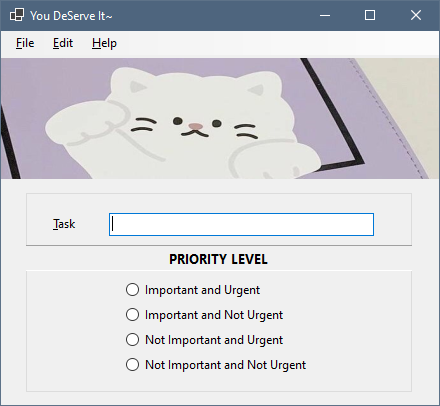 You DeServe It~
File Edit Help
Task
PRIORITY LEVEL
Important and Urgent
Important and Not Urgent
Not Important and Urgent
Not Important and Not Urgent